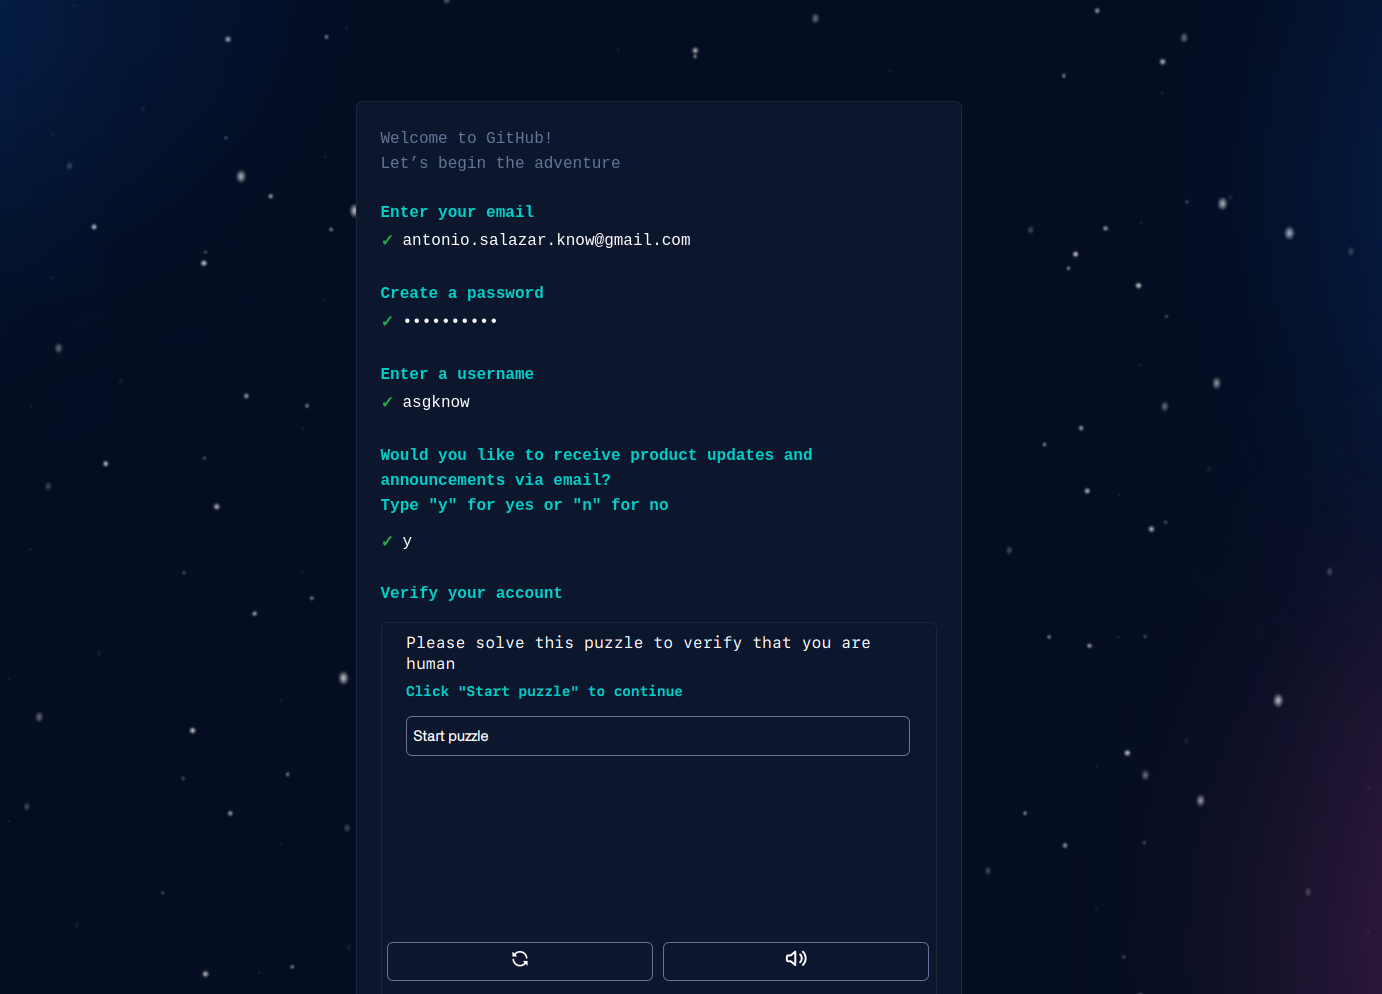 Welcome to GitHub!
Let’s begin the adventure
Enter your email
✓ antonio.salazar.know@gmail.com
Create a password
✓ ••••••••••
Enter a username
✓ asgknow
Would you like to receive product updates and
announcements via email?
Type "y" for yes or "n" for no
✓ y
Verify your account
Please solve this puzzle to verify that you are
human
Click "Start puzzle" to continue
Start puzzle